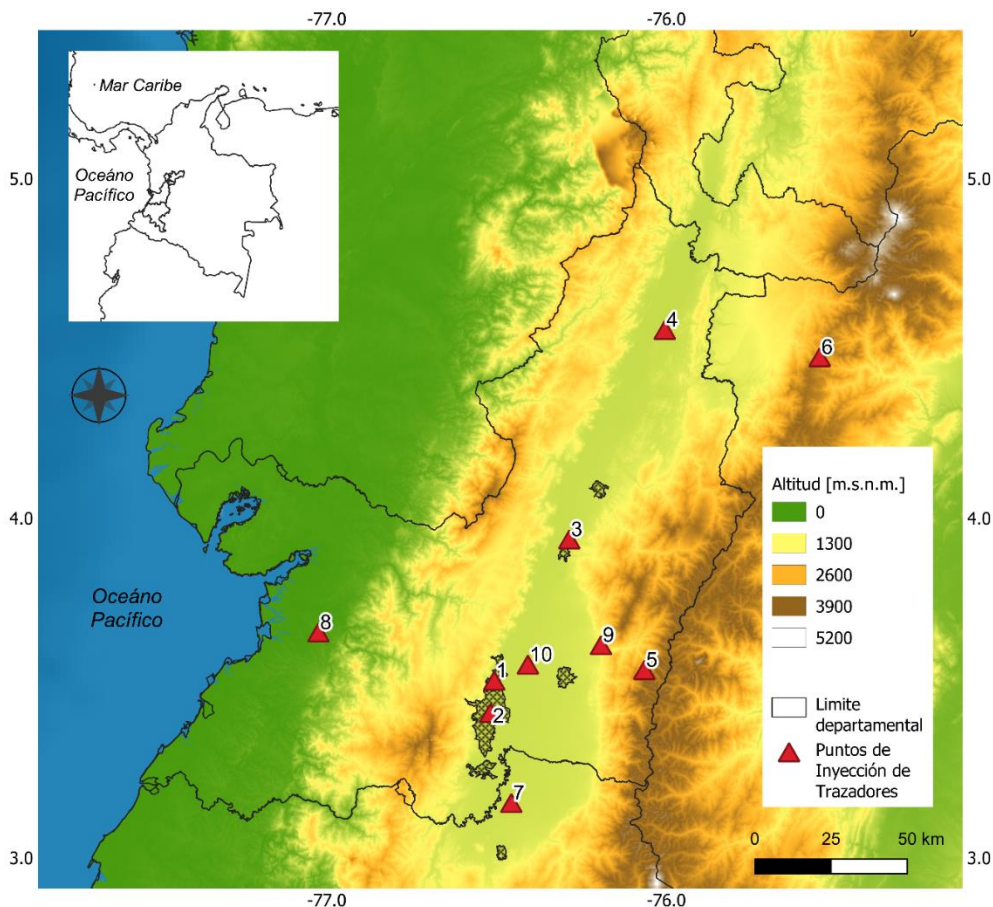 -77.0
-76.0
Mar Caribe
Oceáno
Pacífico
5.0
5.0
4
6
4.0
4.0
3
Oceáno
Pacífico
8
9
5
10
1
2
7
Altitud [m.s.n.m.]
0
1300
2600
3900
5200
Limite
departamental
Puntos de
Inyección de
Trazadores
0
25
50 km
3.0
3.0
-77.0
-76.0